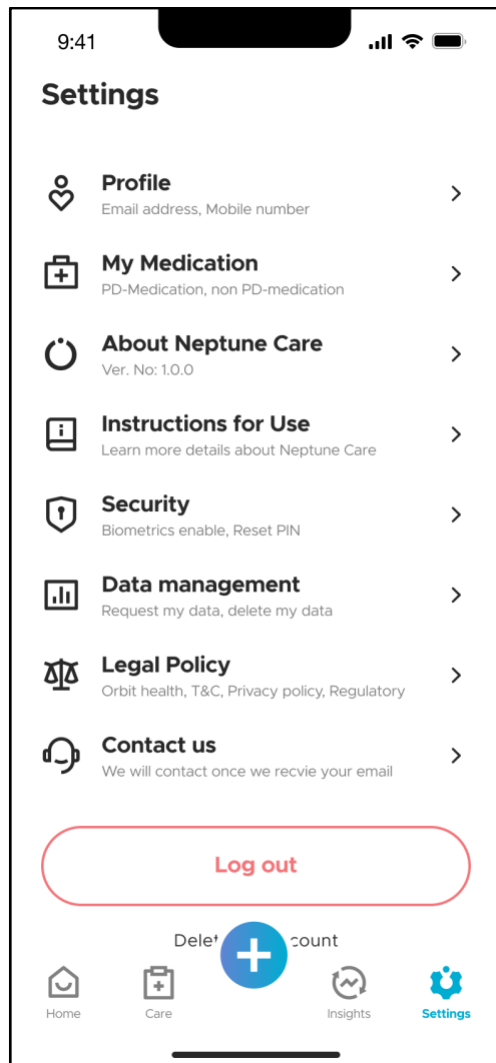 9:41
Settings
Profile
Email address, Mobile number
My Medication
PD-Medication, non PD-medication
About Neptune Care
Ver. No: 1.0.0
Instructions for Use
Learn more details about Neptune Care
Security
Biometrics enable, Reset PIN
Data management
Request my data, delete my data
Legal Policy
Orbit health, T&C, Privacy policy, Regulatory
Contact us
We will contact once we recvie your email
Log out
Home
Care
Insights
Settings